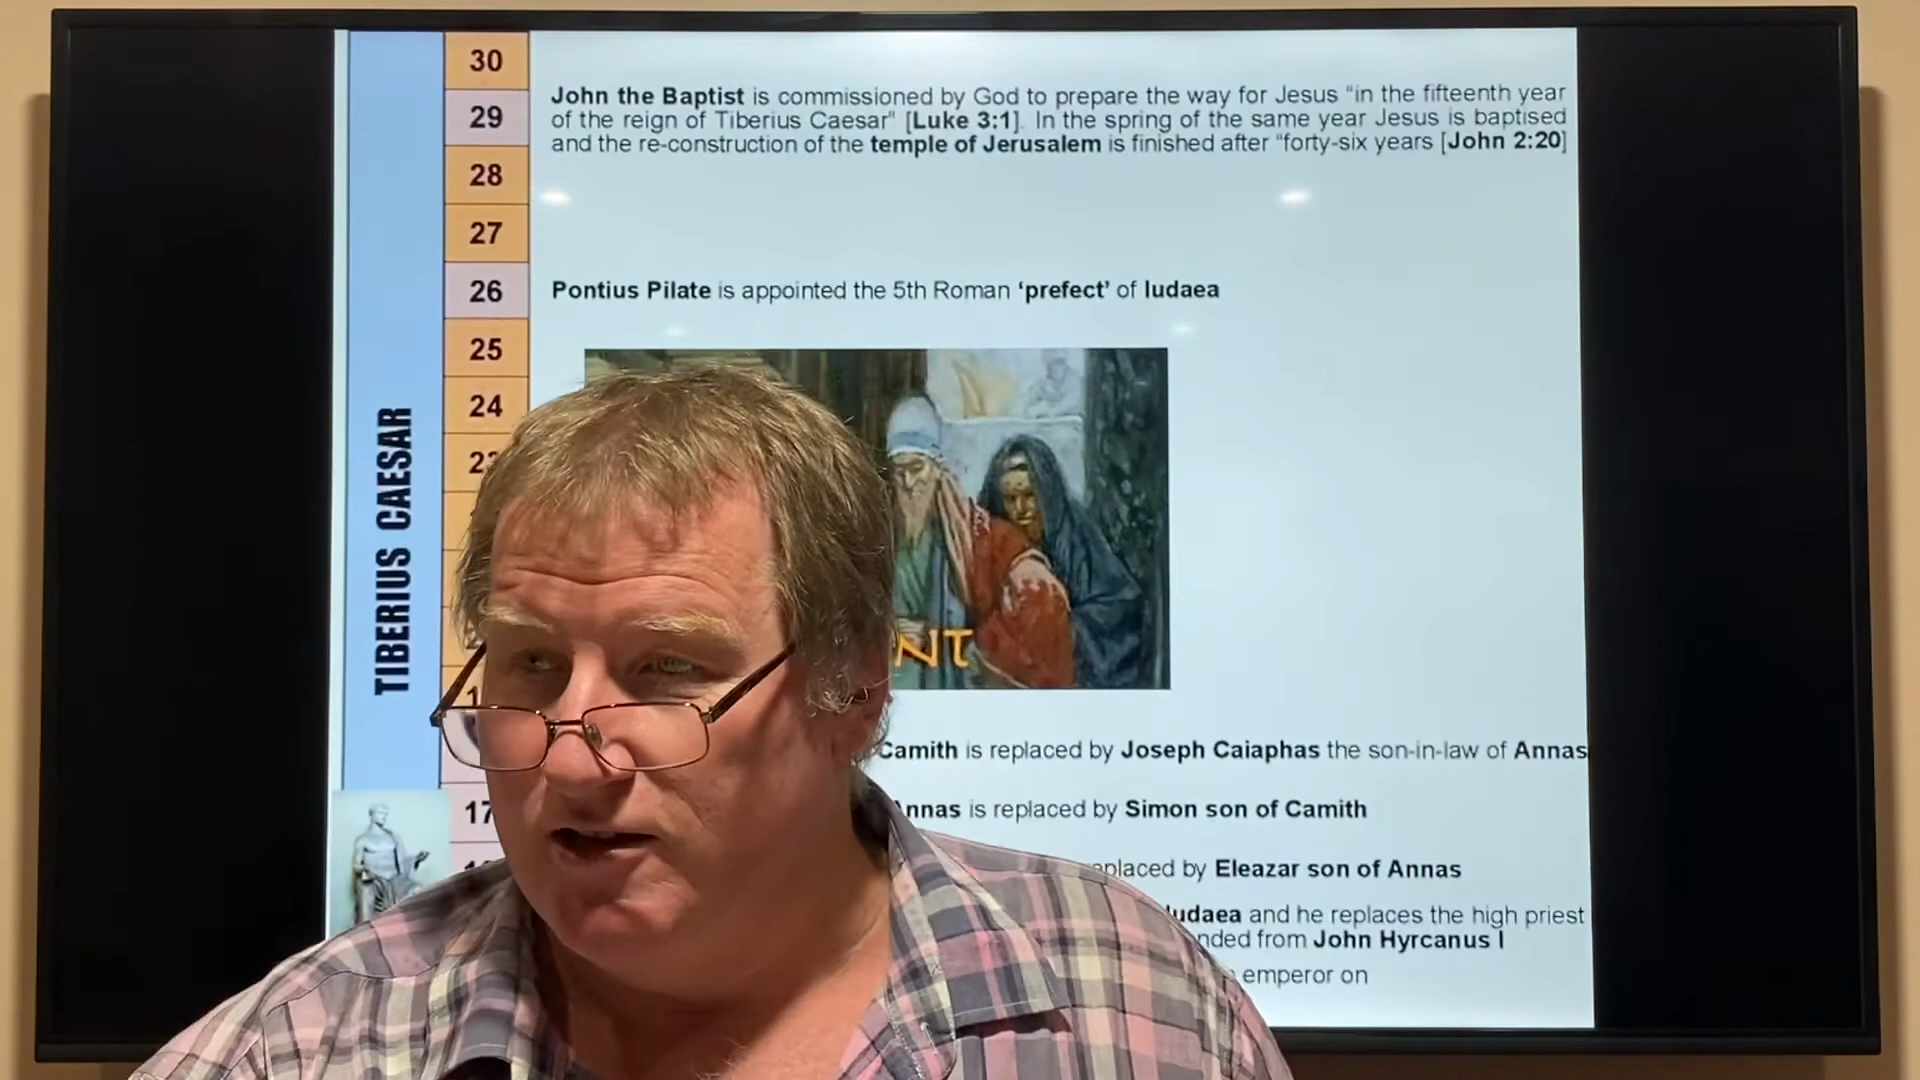 30
John the Baptist is commissioned by God to prepare the way for Jesus "in the fifteenth year
29
of the reign of Tiberius Caesar" [Luke 3:1]. In the spring of the same year Jesus is baptised
and the re-construction of the temple of Jerusalem is finished after "forty-six years [John 2:20]
28
27
26
Pontius Pilate is appointed the 5th Roman ‘prefect’ of Iudaea
25
24
TIBERIUS CAESAR
NT
Camith is replaced by Joseph Caiaphas the son-in-law of Annas
17
Annas is replaced by Simon son of Camith
replaced by Eleazar son of Annas
Iudaea and he replaces the high priest
from John Hyrcanus I
emperor on